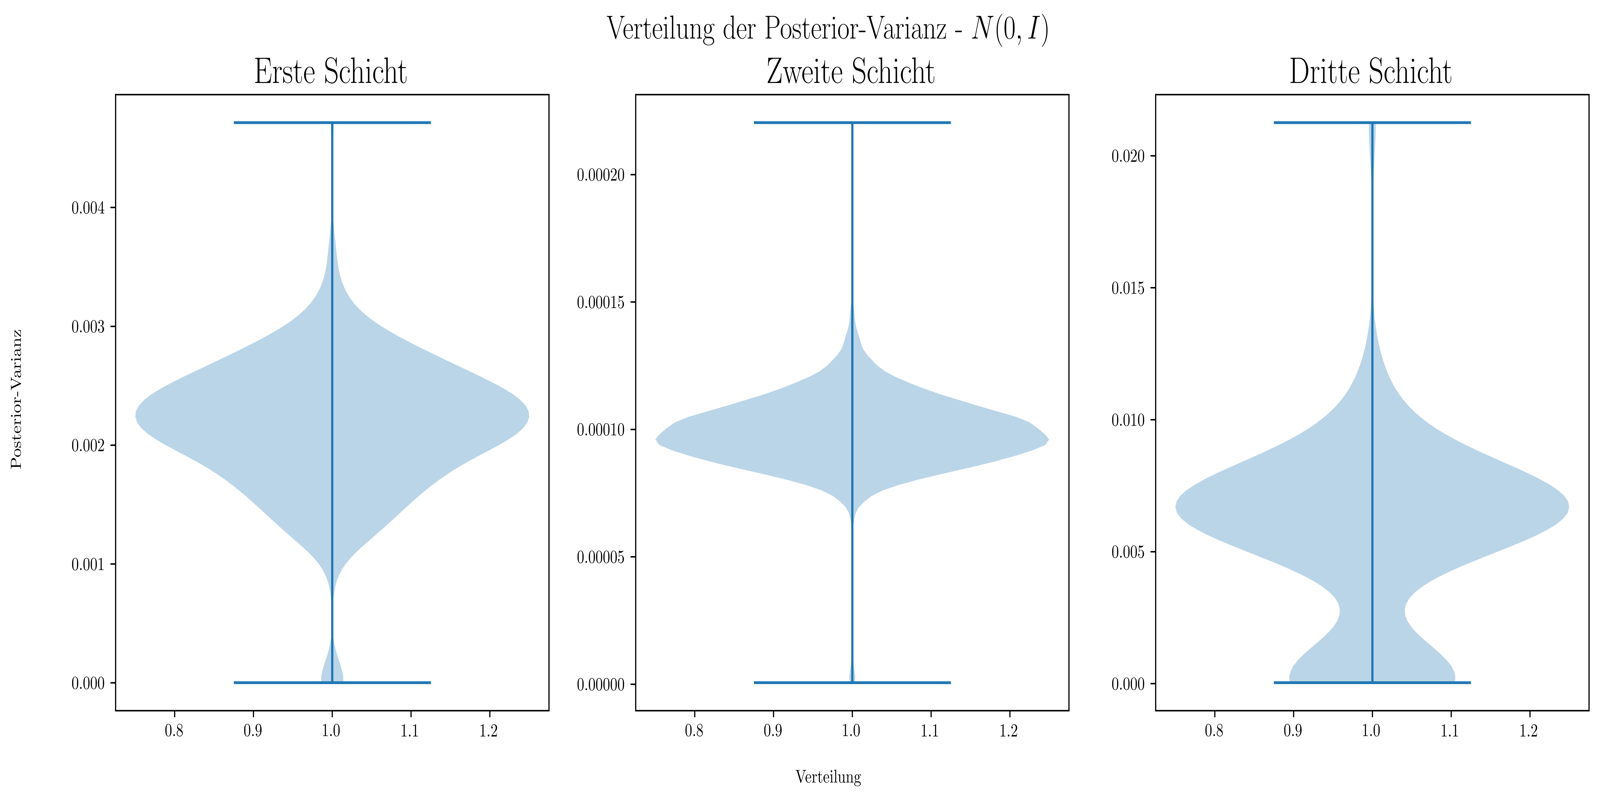 Verteilung der Posterior-Varianz - N(0, I)
Erste Schicht
Zweite Schicht
Dritte Schicht
Posterior-Varianz
0.004
0.003
0.002
0.001
0.000
0.8 0.9 1.0 1.1 1.2
0.00020
0.00015
0.00010
0.00005
0.00000
0.8 0.9 1.0 1.1 1.2
0.020
0.015
0.010
0.005
0.000
0.8 0.9 1.0 1.1 1.2
Verteilung